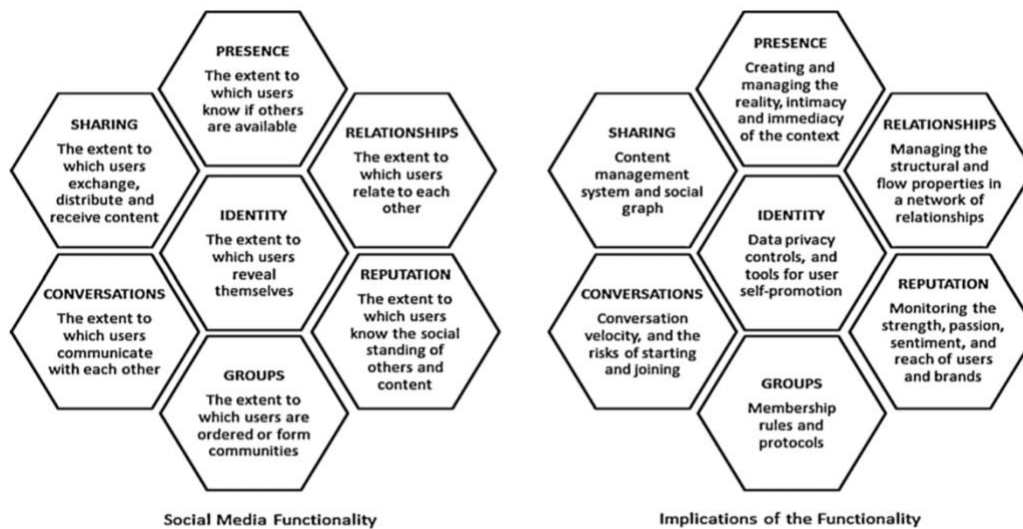 PRESENCE
The extent to
which users
know if others
are available
SHARING
The extent to
which users
exchange,
distribute and
receive content
RELATIONSHIPS
The extent to
which users
relate to each
other
IDENTITY
The extent to
which users
reveal
themselves
CONVERSATIONS
The extent to
which users
communicate
with each other
REPUTATION
The extent to
which users
know the social
standing of
others and
content
GROUPS
The extent to
which users are
ordered or form
communities
Social Media Functionality
PRESENCE
Creating and
managing the
reality, intimacy
and immediacy
of the context
SHARING
Content
management
system and social
graph
RELATIONSHIPS
Managing the
structural and
flow properties in
a network of
relationships
IDENTITY
Data privacy
controls, and
tools for user
self-promotion
CONVERSATIONS
Conversation
velocity, and the
risks of starting
and joining
REPUTATION
Monitoring the
strength, passion,
sentiment, and
reach of users
and brands
GROUPS
Membership
rules and
protocols
Implications of the Functionality